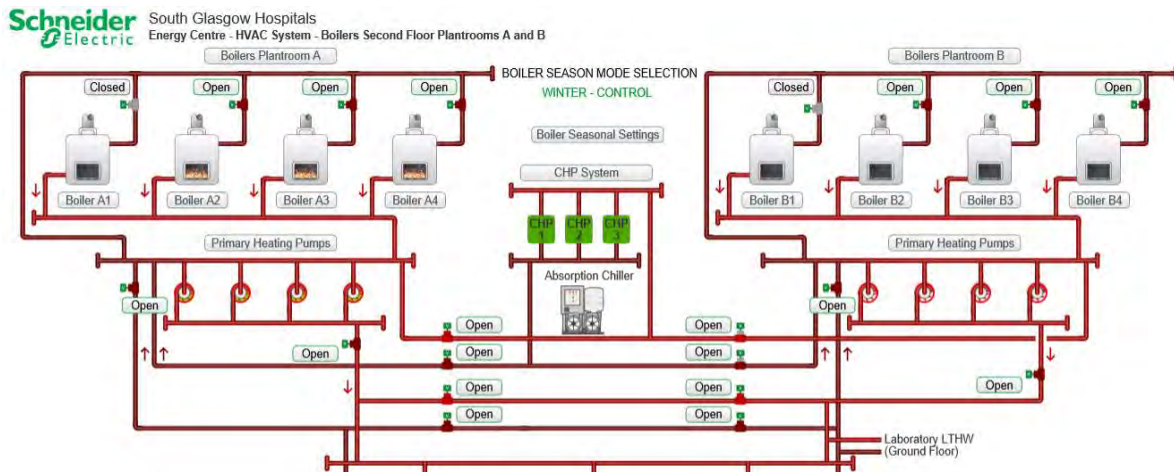 Schneider
Electric
South Glasgow Hospitals
Energy Centre - HVAC System - Boilers Second Floor Plantrooms A and B
Boilers Plantroom A
Boilers Plantroom B
BOILER SEASON MODE SELECTION
WINTER - CONTROL
Closed
Open
Open
Open
Closed
Open
Open
Open
Boiler Seasonal Settings
CHP System
Boiler A1
Boiler A2
Boiler A3
Boiler A4
Boiler B1
Boiler B2
Boiler B3
Boiler B4
CHP
1
CHP
2
CHP
3
Primary Heating Pumps
Primary Heating Pumps
Absorption Chiller
Open
Open
Open
Open
Open
Open
Open
Open
Open
Open
Open
Open
Laboratory LTHW
(Ground Floor)